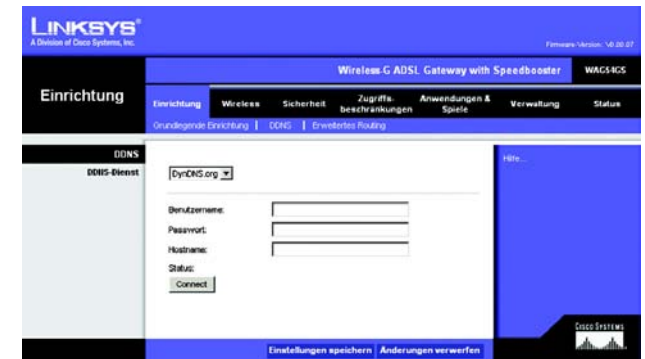 LINKSYS®
A Division of Cisco Systems, Inc.
Firmware-Version: V0.00.07
Wireless-G ADSL Gateway with Speedbooster WAG54GS
Einrichtung
Einrichtung Wireless Sicherheit Zugriffs-beschränkungen Anwendungen & Spiele Verwaltung Status
Grundlegende Einrichtung | DDNS | Erweitertes Routing
DDNS
DDNS-Dienst
DynDNS.org
Hilfe...
Benutzername:
Passwort:
Hostname:
Status:
Connect
CISCO SYSTEMS
Einstellungen speichern Änderungen verwerfen